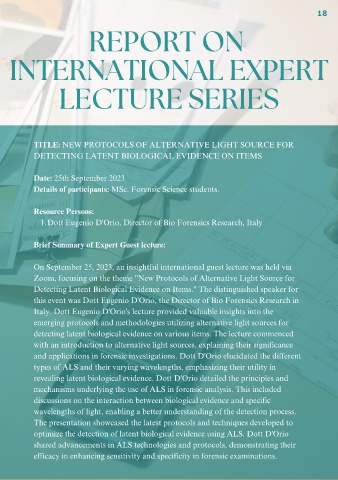 18
REPORT ON
INTERNATIONAL EXPERT
LECTURE SERIES
TITLE: NEW PROTOCOLS OF ALTERNATIVE LIGHT SOURCE FOR
DETECTING LATENT BIOLOGICAL EVIDENCE ON ITEMS
Date: 25th September 2023
Details of participants: MSc. Forensic Science students.
Resource Persons:
1.Dott Eugenio D'Orio, Director of Bio Forensics Research, Italy
Brief Summary of Expert Guest lecture:
On September 25, 2023, an insightful international guest lecture was held via
Zoom, focusing on the theme "New Protocols of Alternative Light Source for
Detecting Latent Biological Evidence on Items." The distinguished speaker for
this event was Dott Eugenio D'Orio, the Director of Bio Forensics Research in
Italy. Dott Eugenio D'Orio's lecture provided valuable insights into the
emerging protocols and methodologies utilizing alternative light sources for
detecting latent biological evidence on various items. The lecture commenced
with an introduction to alternative light sources, explaining their significance
and applications in forensic investigations. Dott D'Orio elucidated the different
types of ALS and their varying wavelengths, emphasizing their utility in
revealing latent biological evidence. Dott D'Orio detailed the principles and
mechanisms underlying the use of ALS in forensic analysis. This included
discussions on the interaction between biological evidence and specific
wavelengths of light, enabling a better understanding of the detection process.
The presentation showcased the latest protocols and techniques developed to
optimize the detection of latent biological evidence using ALS. Dott D'Orio
shared advancements in ALS technologies and protocols, demonstrating their
efficacy in enhancing sensitivity and specificity in forensic examinations.